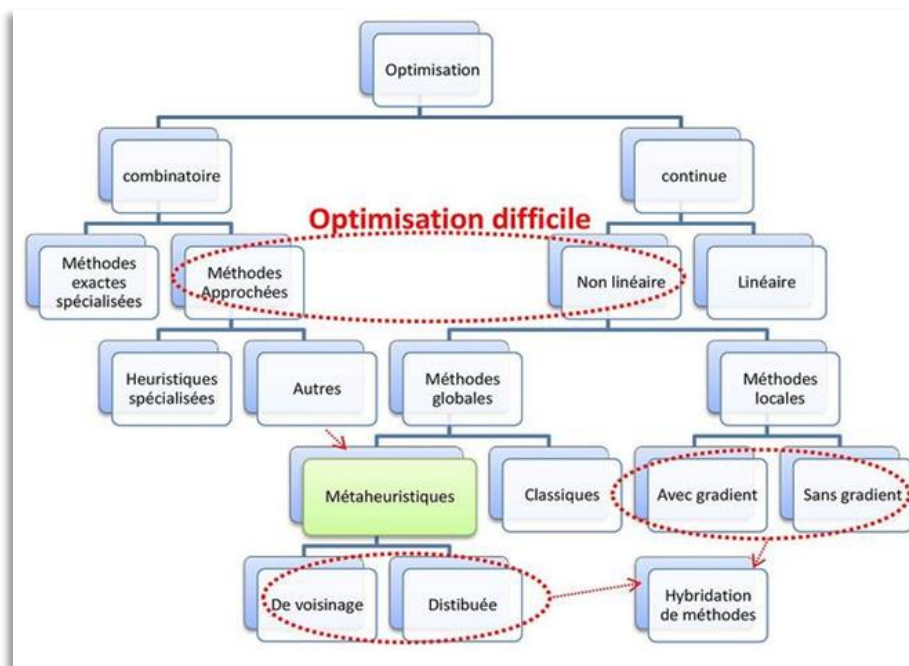 Optimisation
combinatoire
continue
Optimisation difficile
Méthodes
exactes
spécialisées
Méthodes
Approchées
Non linéaire
Linéaire
Heuristiques
spécialisées
Autres
Méthodes
globales
Méthodes
locales
Métaheuristiques
Classiques
Avec gradient
Sans gradient
De voisinage
Distibuée
Hybridation
de méthodes